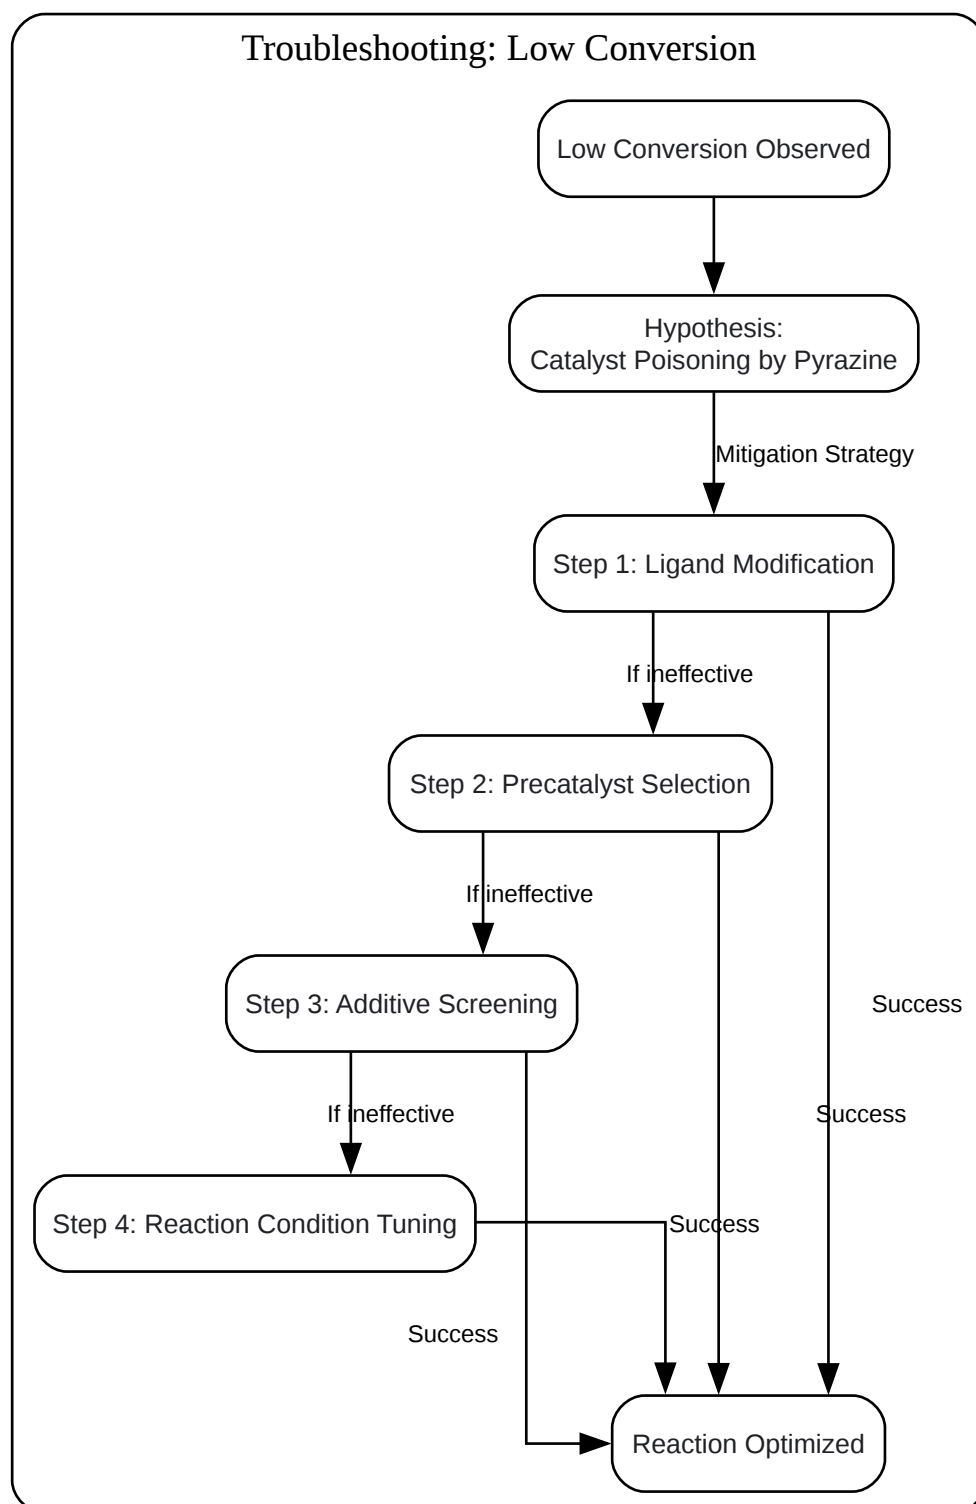 Troubleshooting: Low Conversion
Low Conversion Observed
Hypothesis:
Catalyst Poisoning by Pyrazine
Mitigation Strategy
Step 1: Ligand Modification
If ineffective
Step 2: Precatalyst Selection
If ineffective
Step 3: Additive Screening
Success
If ineffective
Success
Step 4: Reaction Condition Tuning
Success
Success
Reaction Optimized